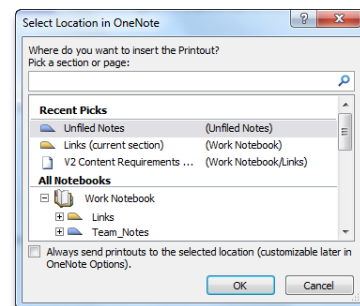 Select Location in OneNote
Where do you want to insert the Printout?
Pick a section or page:
Recent Picks
Unfiled Notes (Unfiled Notes)
Links (current section) (Work Notebook)
V2 Content Requirements ... (Work Notebook/Links)
All Notebooks
Work Notebook
Links
Team_Notes
Always send printouts to the selected location (customizable later in
OneNote Options).
OK Cancel